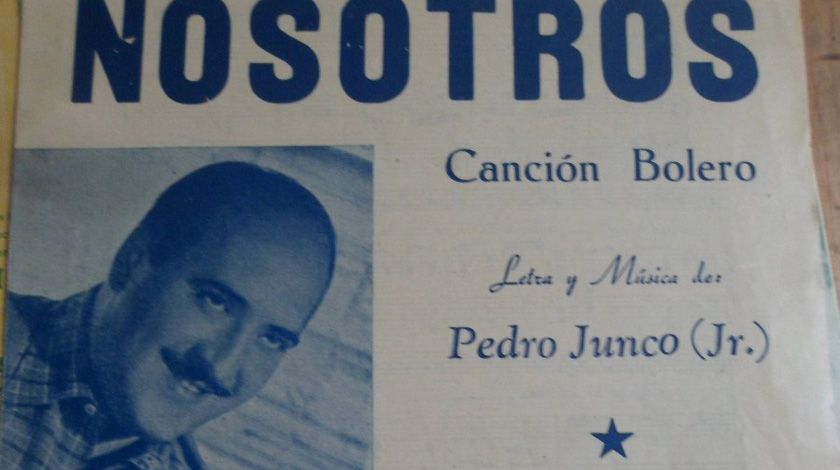 NOSOTROS
Canción Bolero
Letra y Música de:
Pedro Junco (Jr.)